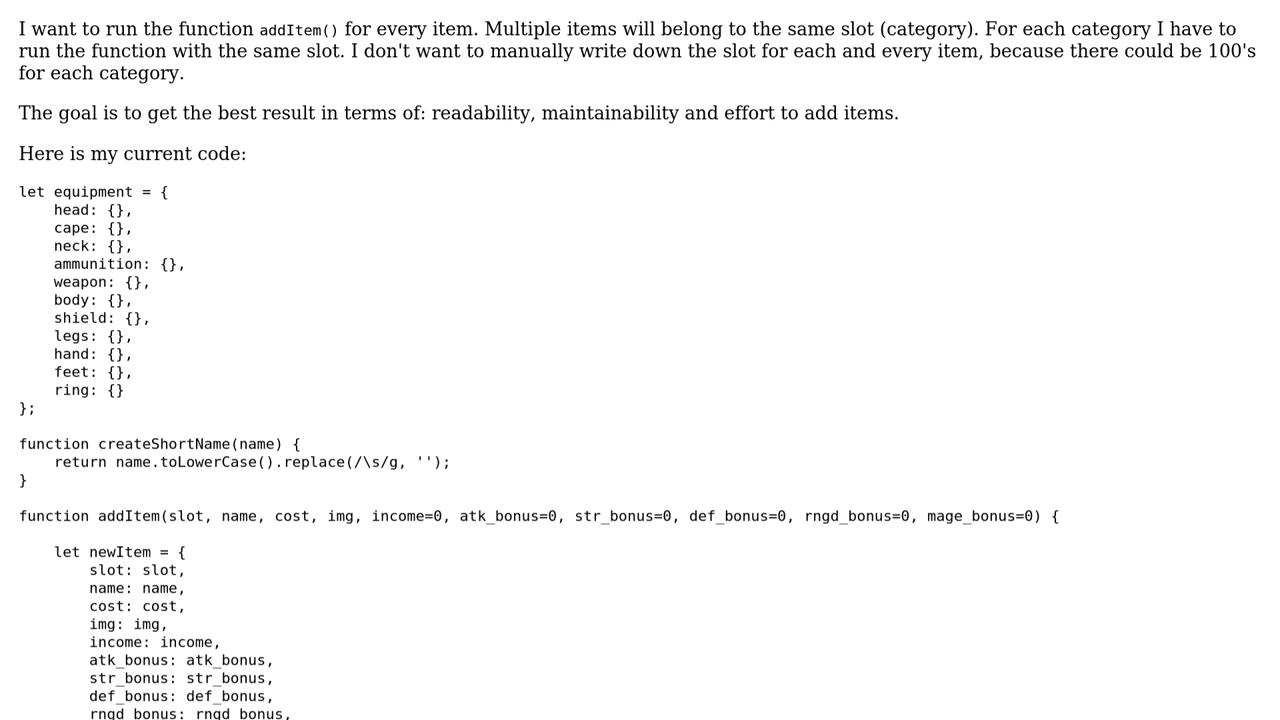 I want to run the function addItem() for every item. Multiple items will belong to the same slot (category). For each category I have to
run the function with the same slot. I don't want to manually write down the slot for each and every item, because there could be 100's
for each category.
The goal is to get the best result in terms of: readability, maintainability and effort to add items.
Here is my current code:
let equipment = {
    head: {},
    cape: {},
    neck: {},
    ammunition: {},
    weapon: {},
    body: {},
    shield: {},
    legs: {},
    hand: {},
    feet: {},
    ring: {}
};
function createShortName(name) {
    return name.toLowerCase().replace(/\s/g, '');
}
function addItem(slot, name, cost, img, income=0, atk_bonus=0, str_bonus=0, def_bonus=0, rngd_bonus=0, mage_bonus=0) {
    let newItem = {
        slot: slot,
        name: name,
        cost: cost,
        img: img,
        income: income,
        atk_bonus: atk_bonus,
        str_bonus: str_bonus,
        def_bonus: def_bonus,
        rngd_bonus: rngd_bonus,